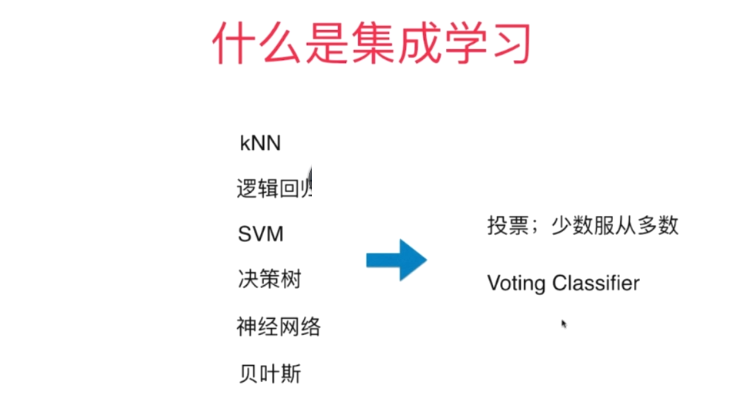 什么是集成学习
kNN
逻辑回归
SVM
决策树
神经网络
贝叶斯
投票；少数服从多数
Voting Classifier